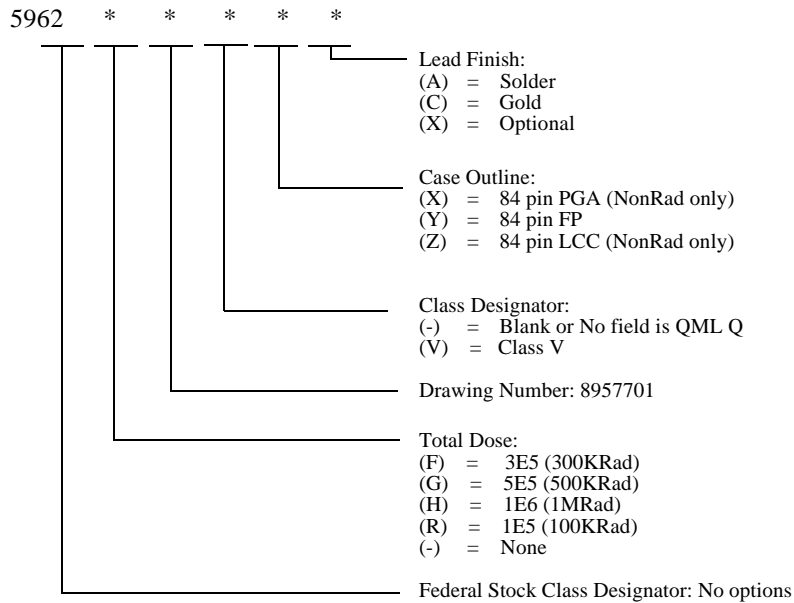 5962 * * * * *
Lead Finish:
(A) = Solder
(C) = Gold
(X) = Optional
Case Outline:
(X) = 84 pin PGA (NonRad only)
(Y) = 84 pin FP
(Z) = 84 pin LCC (NonRad only)
Class Designator:
(-) = Blank or No field is QML Q
(V) = Class V
Drawing Number: 8957701
Total Dose:
(F) = 3E5 (300KRad)
(G) = 5E5 (500KRad)
(H) = 1E6 (1MRad)
(R) = 1E5 (100KRad)
(-) = None
Federal Stock Class Designator: No options